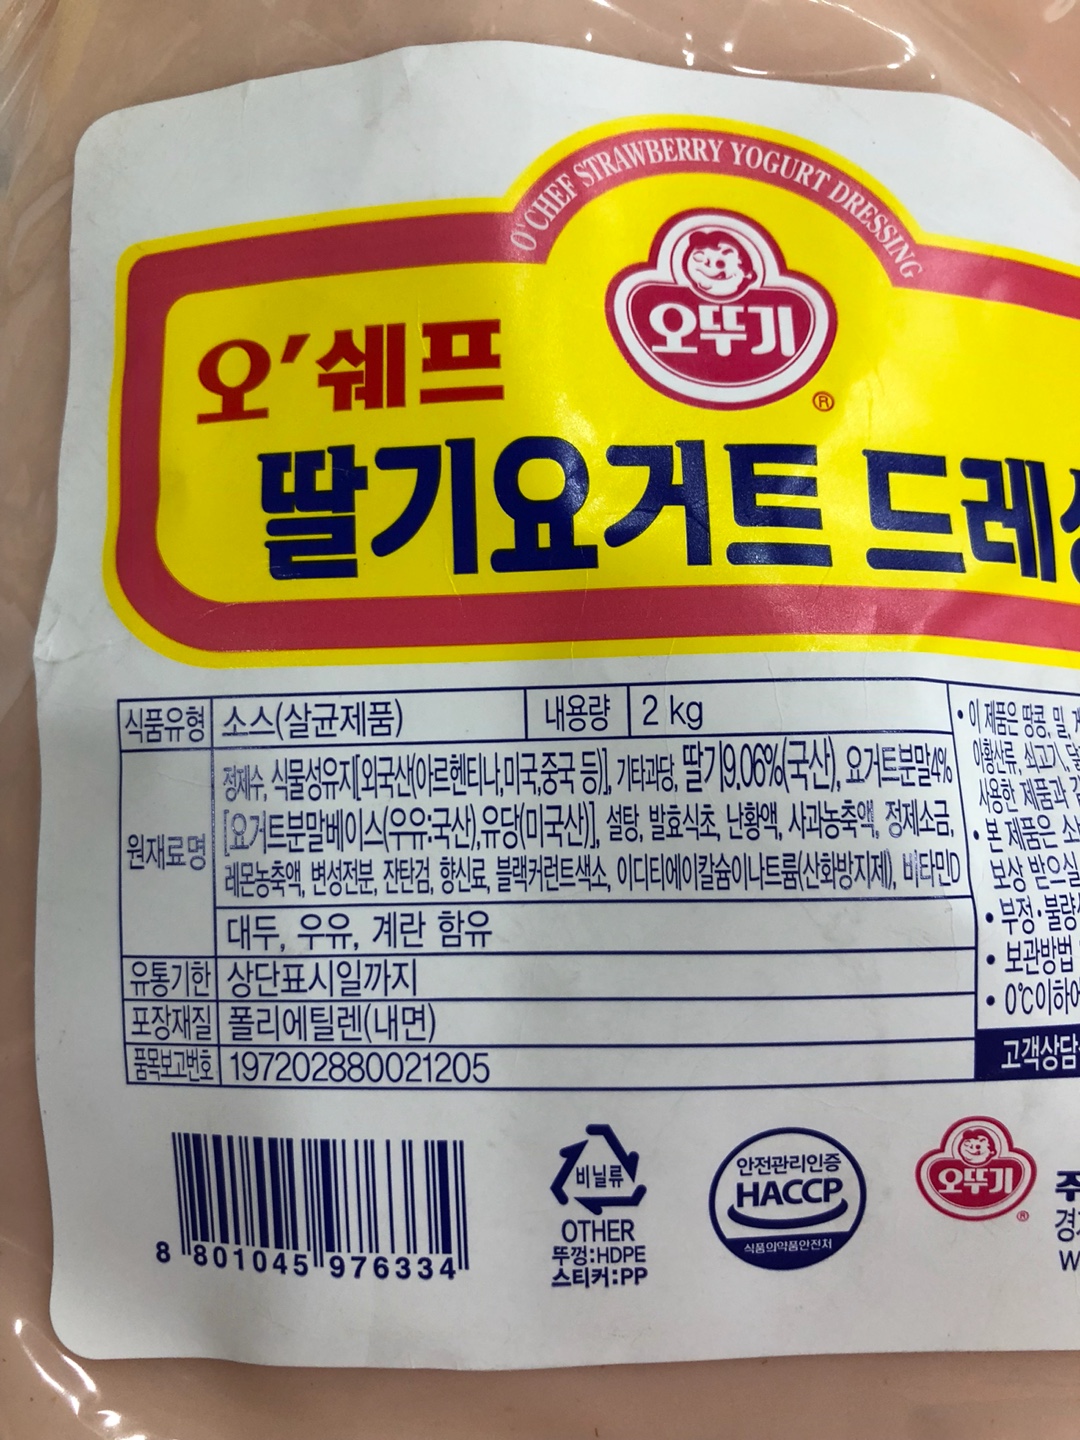 O'CHEF STRAWBERRY YOGURT DRESSING
오뚜기
®
오'쉐프
딸기요거트 드레싱
식품유형 소스(살균제품) 내용량 2 kg
원재료명
정제수, 식물성유지[외국산(아르헨티나,미국,중국 등)], 기타과당, 딸기9.06%(국산), 요거트분말4%
[요거트분말베이스(우유:국산),유당(미국산)], 설탕, 발효식초, 난황액, 사과농축액, 정제소금,
레몬농축액, 변성전분, 잔탄검, 향신료, 블랙커런트색소, 이디티에이칼슘이나트륨(산화방지제), 비타민D
대두, 우유, 계란 함유
유통기한 상단표시일까지
포장재질 폴리에틸렌(내면)
품목보고번호 197202880021205
• 이 제품은 땅콩, 밀,
아황산류, 쇠고기,
사용한 제품과
• 본 제품은
보상 받으실
• 부정·불량
• 보관방법
• 0℃이하에
고객상담
8 801045 976334
비닐류
OTHER
뚜껑:HDPE
스티커:PP
안전관리인증
HACCP
식품의약품안전처
오뚜기
®
주
경
W